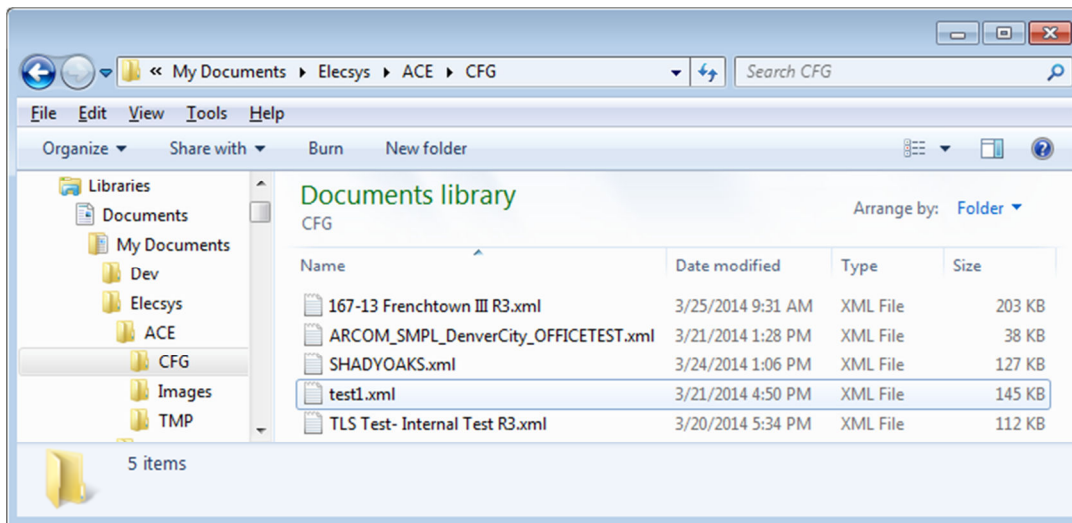 « My Documents ▸ Elecsys ▸ ACE ▸ CFG
Search CFG
File Edit View Tools Help
Organize Share with Burn New folder
Libraries
Documents
My Documents
Dev
Elecsys
ACE
CFG
Images
TMP
Documents library
CFG
Arrange by: Folder
Name Date modified Type Size
167-13 Frenchtown III R3.xml 3/25/2014 9:31 AM XML File 203 KB
ARCOM_SMPL_DenverCity_OFFICETEST.xml 3/21/2014 1:28 PM XML File 38 KB
SHADYOAKS.xml 3/24/2014 1:06 PM XML File 127 KB
test1.xml 3/21/2014 4:50 PM XML File 145 KB
TLS Test- Internal Test R3.xml 3/20/2014 5:34 PM XML File 112 KB
5 items